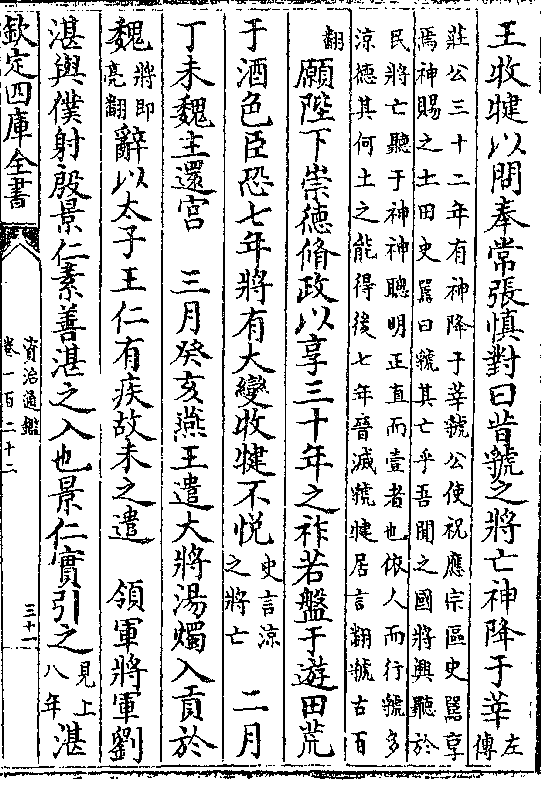 王收犍以問奉常張慎對曰昔虢之將亡神降于莘左
傳
莊公三十二年有神降于莘虢公使祝應宗區史嚚享
焉神賜之土田史嚚曰虢其亡乎吾聞之國將興聽於
民將亡聽于神神聰明正直而壹者也依人而行虢多
涼德其何土之能得後七年晉滅虢犍居言翻虢古百
翻願陛下崇德脩政以享三十年之祚若盤于遊田荒
于酒色臣恐七年將有大變收犍不悦史言涼
之將亡二月
丁未魏主還宮 三月癸亥燕王遣大將湯燭入貢於
魏將即
亮翻辭以太子王仁有疾故未之遣 領軍將軍劉
湛與僕射殷景仁素善湛之入也景仁實引之見上
八年湛
欽定四庫全書
資治通鑑
卷一百二十二
三十一